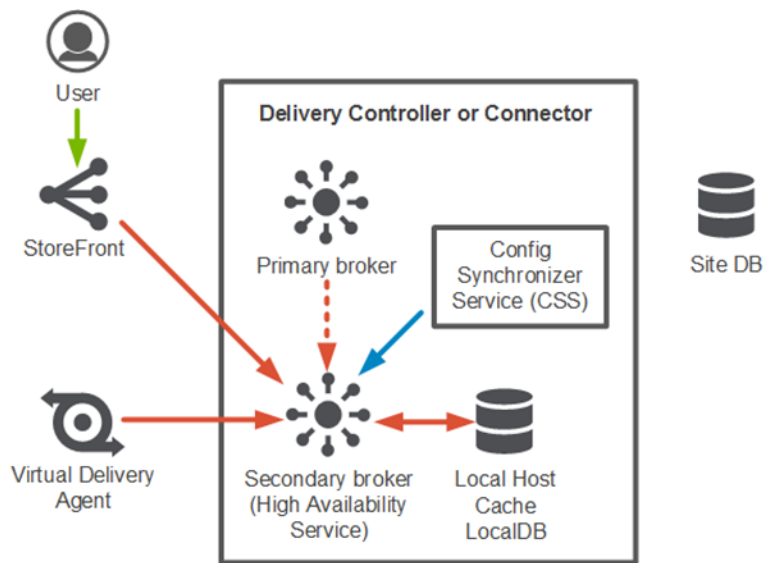 User
Delivery Controller or Connector
StoreFront
Primary broker
Config
Synchronizer
Service (CSS)
Site DB
Virtual Delivery
Agent
Secondary broker
(High Availability
Service)
Local Host
Cache
LocalDB